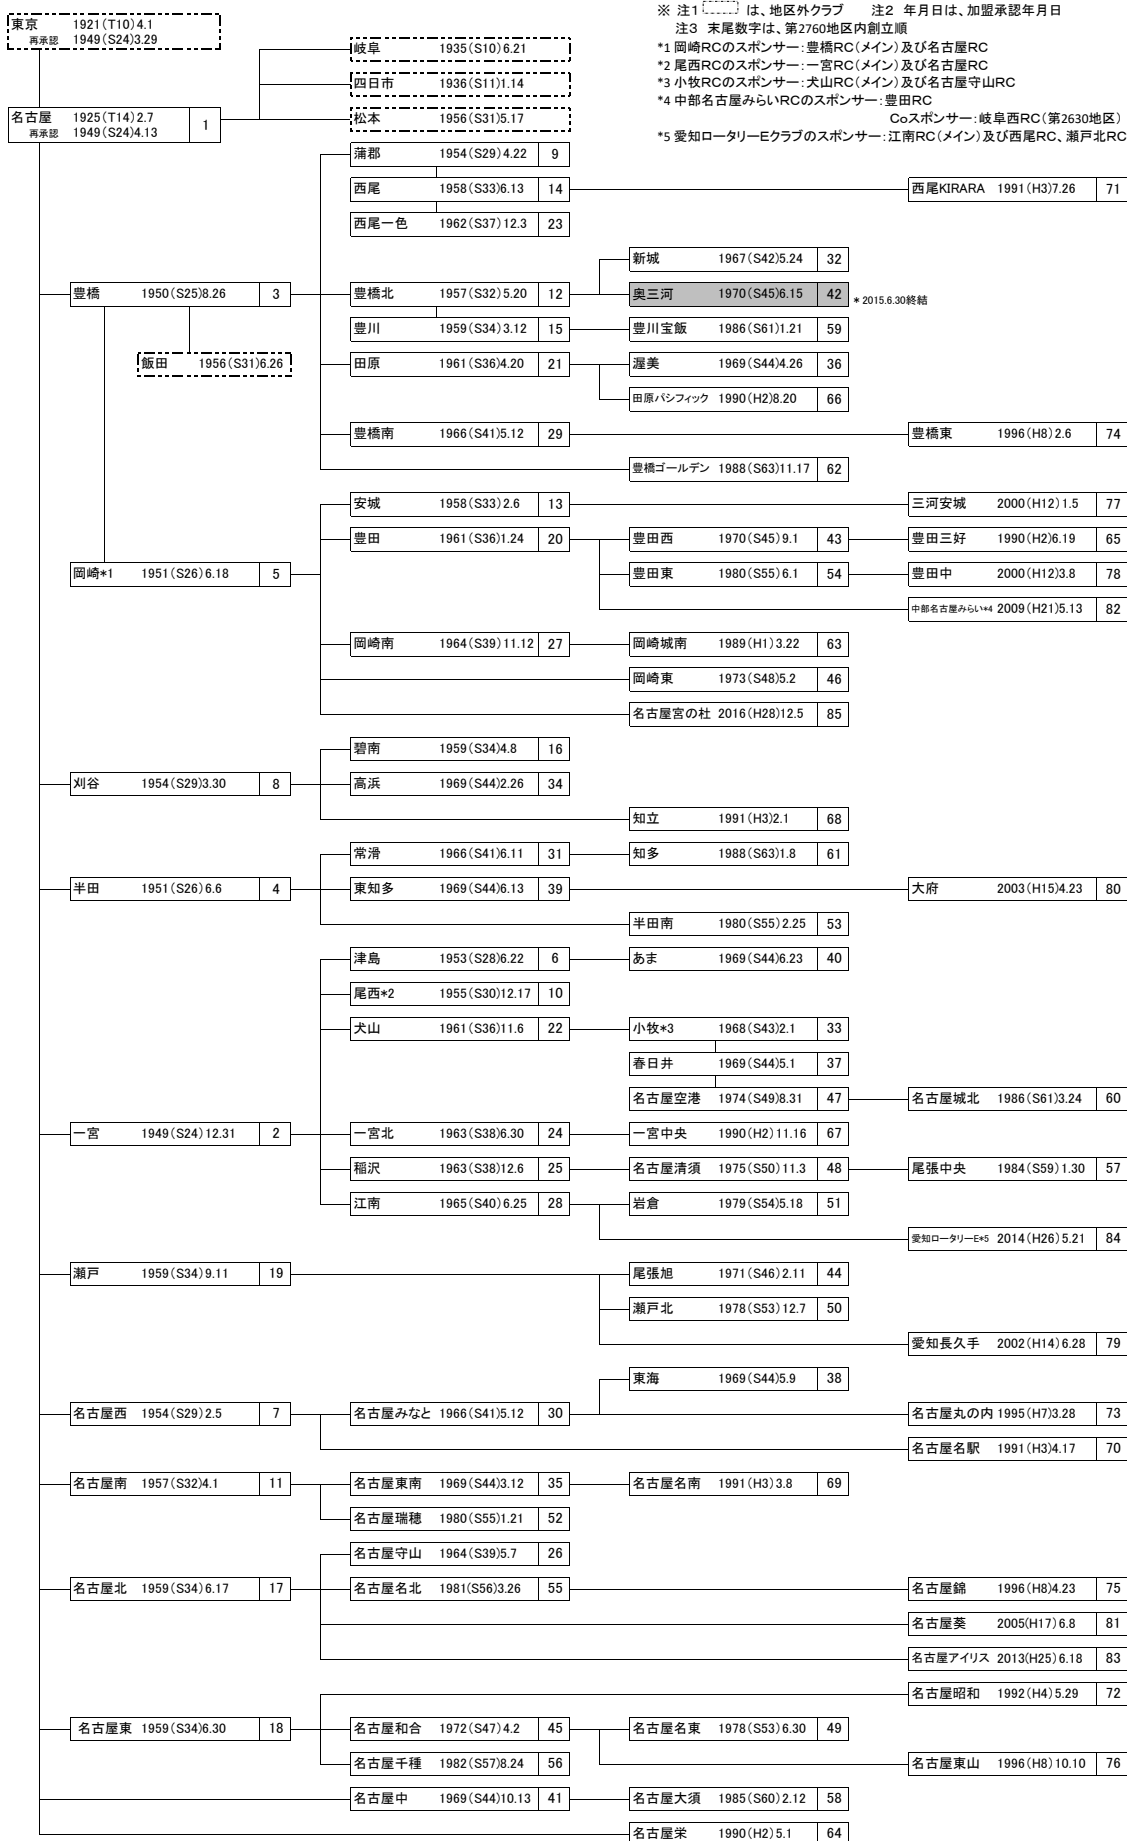 東京 1921(T10)4.1
再承認 1949(S24)3.29
※ 注1 は、地区外クラブ 注2 年月日は、加盟承認年月日
注3 末尾数字は、第2760地区内創立順
*1 岡崎RCのスポンサー:豊橋RC(メイン)及び名古屋RC
*2 尾西RCのスポンサー:一宮RC(メイン)及び名古屋RC
*3 小牧RCのスポンサー:犬山RC(メイン)及び名古屋守山RC
*4 中部名古屋みらいRCのスポンサー:豊田RC
Coスポンサー:岐阜西RC(第2630地区)
*5 愛知ロータリーEクラブのスポンサー:江南RC(メイン)及び西尾RC、瀬戸北RC
岐阜 1935(S10)6.21
四日市 1936(S11)1.14
名古屋 1925(T14)2.7 1
再承認 1949(S24)4.13
松本 1956(S31)5.17
蒲郡 1954(S29)4.22 9
西尾 1958(S33)6.13 14 西尾KIRARA 1991(H3)7.26 71
西尾一色 1962(S37)12.3 23
新城 1967(S42)5.24 32
豊橋 1950(S25)8.26 3 豊橋北 1957(S32)5.20 12 奥三河 1970(S45)6.15 42 * 2015.6.30終結
豊川 1959(S34)3.12 15 豊川宝飯 1986(S61)1.21 59
飯田 1956(S31)6.26 田原 1961(S36)4.20 21 渥美 1969(S44)4.26 36
田原パシフィック 1990(H2)8.20 66
豊橋南 1966(S41)5.12 29 豊橋東 1996(H8)2.6 74
豊橋ゴールデン 1988(S63)11.17 62
安城 1958(S33)2.6 13 三河安城 2000(H12)1.5 77
豊田 1961(S36)1.24 20 豊田西 1970(S45)9.1 43 豊田三好 1990(H2)6.19 65
岡崎*1 1951(S26)6.18 5 豊田東 1980(S55)6.1 54 豊田中 2000(H12)3.8 78
中部名古屋みらい*4 2009(H21)5.13 82
岡崎南 1964(S39)11.12 27 岡崎城南 1989(H1)3.22 63
岡崎東 1973(S48)5.2 46
名古屋宮の杜 2016(H28)12.5 85
碧南 1959(S34)4.8 16
刈谷 1954(S29)3.30 8 高浜 1969(S44)2.26 34
知立 1991(H3)2.1 68
常滑 1966(S41)6.11 31 知多 1988(S63)1.8 61
半田 1951(S26)6.6 4 東知多 1969(S44)6.13 39 大府 2003(H15)4.23 80
半田南 1980(S55)2.25 53
津島 1953(S28)6.22 6 あま 1969(S44)6.23 40
尾西*2 1955(S30)12.17 10
犬山 1961(S36)11.6 22 小牧*3 1968(S43)2.1 33
春日井 1969(S44)5.1 37
名古屋空港 1974(S49)8.31 47 名古屋城北 1986(S61)3.24 60
一宮 1949(S24)12.31 2 一宮北 1963(S38)6.30 24 一宮中央 1990(H2)11.16 67
稲沢 1963(S38)12.6 25 名古屋清須 1975(S50)11.3 48 尾張中央 1984(S59)1.30 57
江南 1965(S40)6.25 28 岩倉 1979(S54)5.18 51
愛知ロータリーE*5 2014(H26)5.21 84
瀬戸 1959(S34)9.11 19 尾張旭 1971(S46)2.11 44
瀬戸北 1978(S53)12.7 50
愛知長久手 2002(H14)6.28 79
東海 1969(S44)5.9 38
名古屋西 1954(S29)2.5 7 名古屋みなと 1966(S41)5.12 30 名古屋丸の内 1995(H7)3.28 73
名古屋名駅 1991(H3)4.17 70
名古屋南 1957(S32)4.1 11 名古屋東南 1969(S44)3.12 35 名古屋名南 1991(H3)3.8 69
名古屋瑞穂 1980(S55)1.21 52
名古屋守山 1964(S39)5.7 26
名古屋北 1959(S34)6.17 17 名古屋名北 1981(S56)3.26 55 名古屋錦 1996(H8)4.23 75
名古屋葵 2005(H17)6.8 81
名古屋アイリス 2013(H25)6.18 83
名古屋昭和 1992(H4)5.29 72
名古屋東 1959(S34)6.30 18 名古屋和合 1972(S47)4.2 45 名古屋名東 1978(S53)6.30 49
名古屋千種 1982(S57)8.24 56 名古屋東山 1996(H8)10.10 76
名古屋中 1969(S44)10.13 41 名古屋大須 1985(S60)2.12 58
名古屋栄 1990(H2)5.1 64